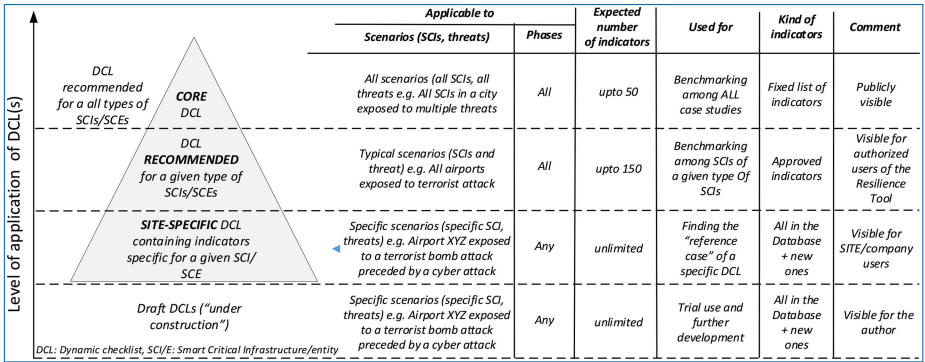 Level of application of DCL(s)
Applicable to
Scenarios (SCIs, threats)
Phases
Expected
number
of indicators
Used for
Kind of
indicators
Comment
DCL
recommended
for a all types of
SCIs/SCEs
CORE
DCL
All scenarios (all SCIs, all
threats e.g. All SCIs in a city
exposed to multiple threats
All
upto 50
Benchmarking
among ALL
case studies
Fixed list of
indicators
Publicly
visible
DCL
RECOMMENDED
for a given type of
SCIs/SCEs
Typical scenarios (SCIs and
threat) e.g. All airports
exposed to terrorist attack
All
upto 150
Benchmarking
among SCIs of
a given type Of
SCIs
Approved
indicators
Visible for
authorized
users of the
Resilience
Tool
SITE-SPECIFIC DCL
containing indicators
specific for a given SCI/
SCE
Specific scenarios (specific SCI,
threats) e.g. Airport XYZ exposed
to a terrorist bomb attack
preceded by a cyber attack
Any
unlimited
Finding the
“reference
case” of a
specific DCL
All in the
Database
+ new
ones
Visible for
SITE/company
users
Draft DCLs (“under
construction”)
Specific scenarios (specific SCI,
threats) e.g. Airport XYZ exposed
to a terrorist bomb attack
preceded by a cyber attack
Any
unlimited
Trial use and
further
development
All in the
Database
+ new
ones
Visible for the
author
DCL: Dynamic checklist, SCI/E: Smart Critical Infrastructure/entity